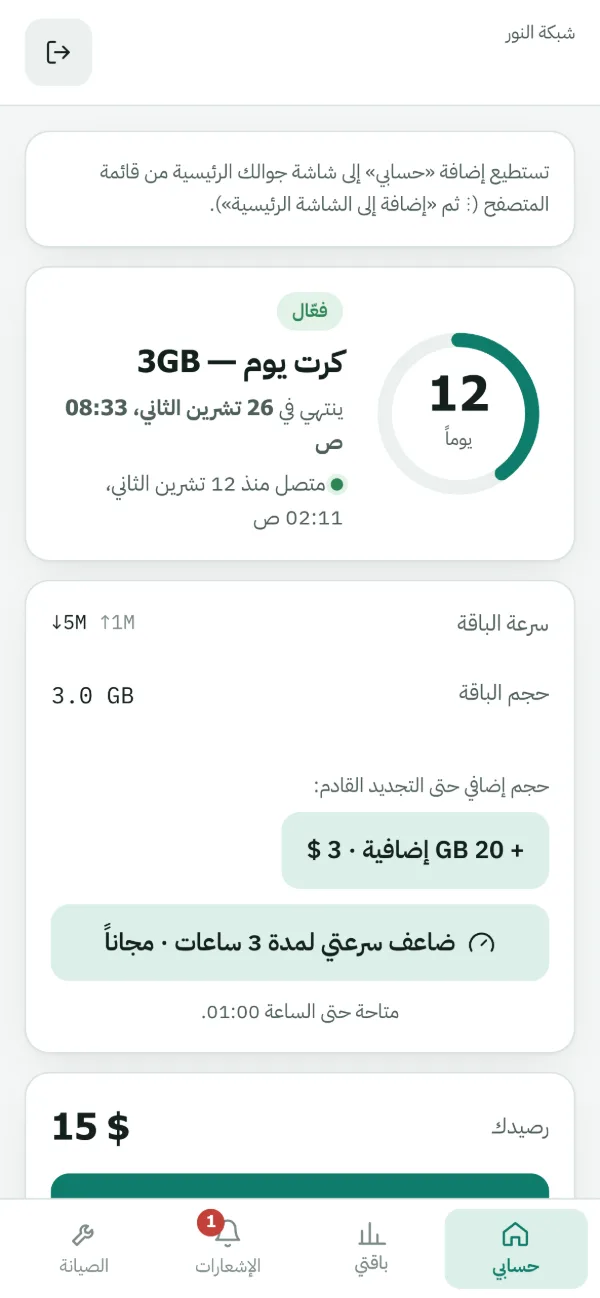 شبكة النور
تستطيع إضافة «حسابي» إلى شاشة جوالك الرئيسية من قائمة
المتصفح (⋮ ثم «إضافة إلى الشاشة الرئيسية»).
فعّال
كرت يوم — 3GB
12
يوماً
ينتهي في 26 تشرين الثاني، 08:33
ص
متصل منذ 12 تشرين الثاني،
02:11 ص
سرعة الباقة
↓5M ↑1M
حجم الباقة
3.0 GB
حجم إضافي حتى التجديد القادم:
+ 20 GB إضافية · 3 $
ضاعف سرعتي لمدة 3 ساعات · مجاناً
متاحة حتى الساعة 01:00.
رصيدك
15 $
حسابي
باقتي
1
الإشعارات
الصيانة